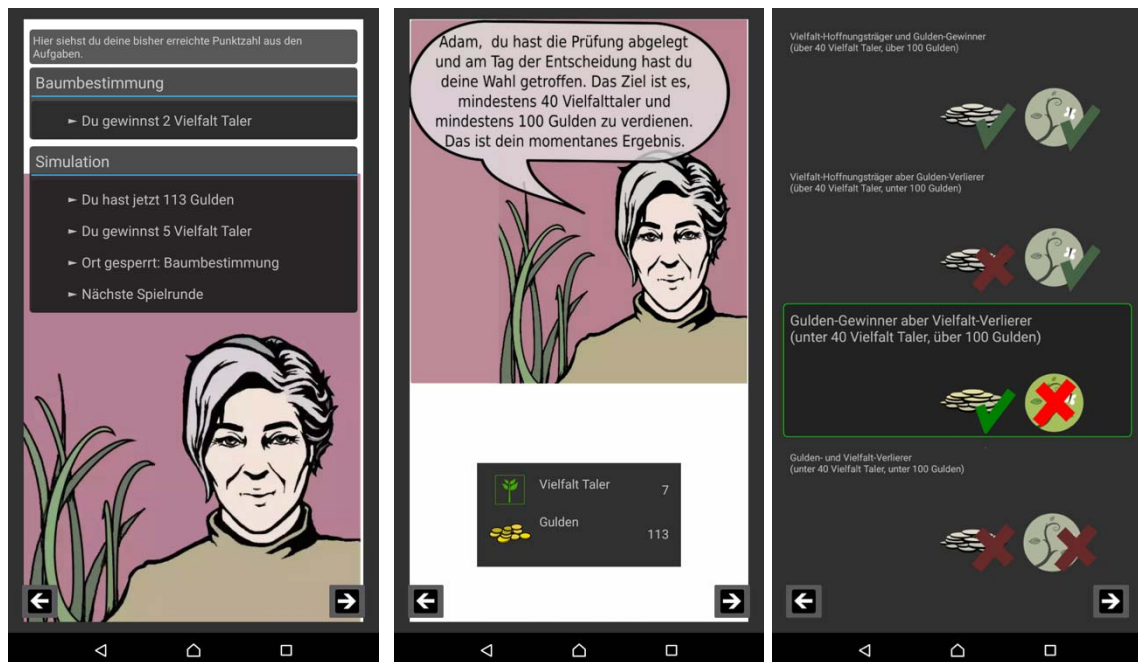 Hier siehst du deine bisher erreichte Punktzahl aus den
Aufgaben.
Baumbestimmung
► Du gewinnst 2 Vielfalt Taler
Simulation
► Du hast jetzt 113 Gulden
► Du gewinnst 5 Vielfalt Taler
► Ort gesperrt: Baumbestimmung
► Nächste Spielrunde
Adam, du hast die Prüfung abgelegt
und am Tag der Entscheidung hast du
deine Wahl getroffen. Das Ziel ist es,
mindestens 40 Vielfalttaler und
mindestens 100 Gulden zu verdienen.
Das ist dein momentanes Ergebnis.
Vielfalt Taler 7
Gulden 113
Vielfalt-Hoffnungsträger und Gulden-Gewinner
(über 40 Vielfalt Taler, über 100 Gulden)
Vielfalt-Hoffnungsträger aber Gulden-Verlierer
(über 40 Vielfalt Taler, unter 100 Gulden)
Gulden-Gewinner aber Vielfalt-Verlierer
(unter 40 Vielfalt Taler, über 100 Gulden)
Gulden- und Vielfalt-Verlierer
(unter 40 Vielfalt Taler, unter 100 Gulden)